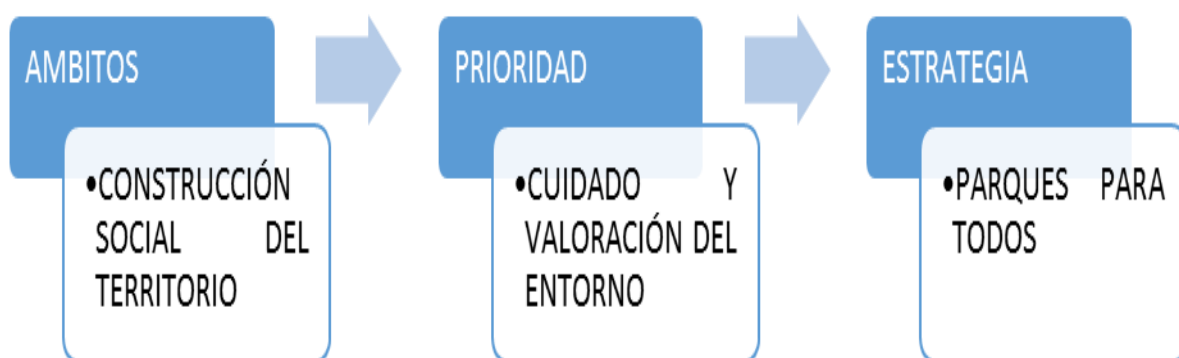 AMBITOS
•CONSTRUCCIÓN
SOCIAL DEL
TERRITORIO
PRIORIDAD
•CUIDADO Y
VALORACIÓN DEL
ENTORNO
ESTRATEGIA
•PARQUES PARA
TODOS